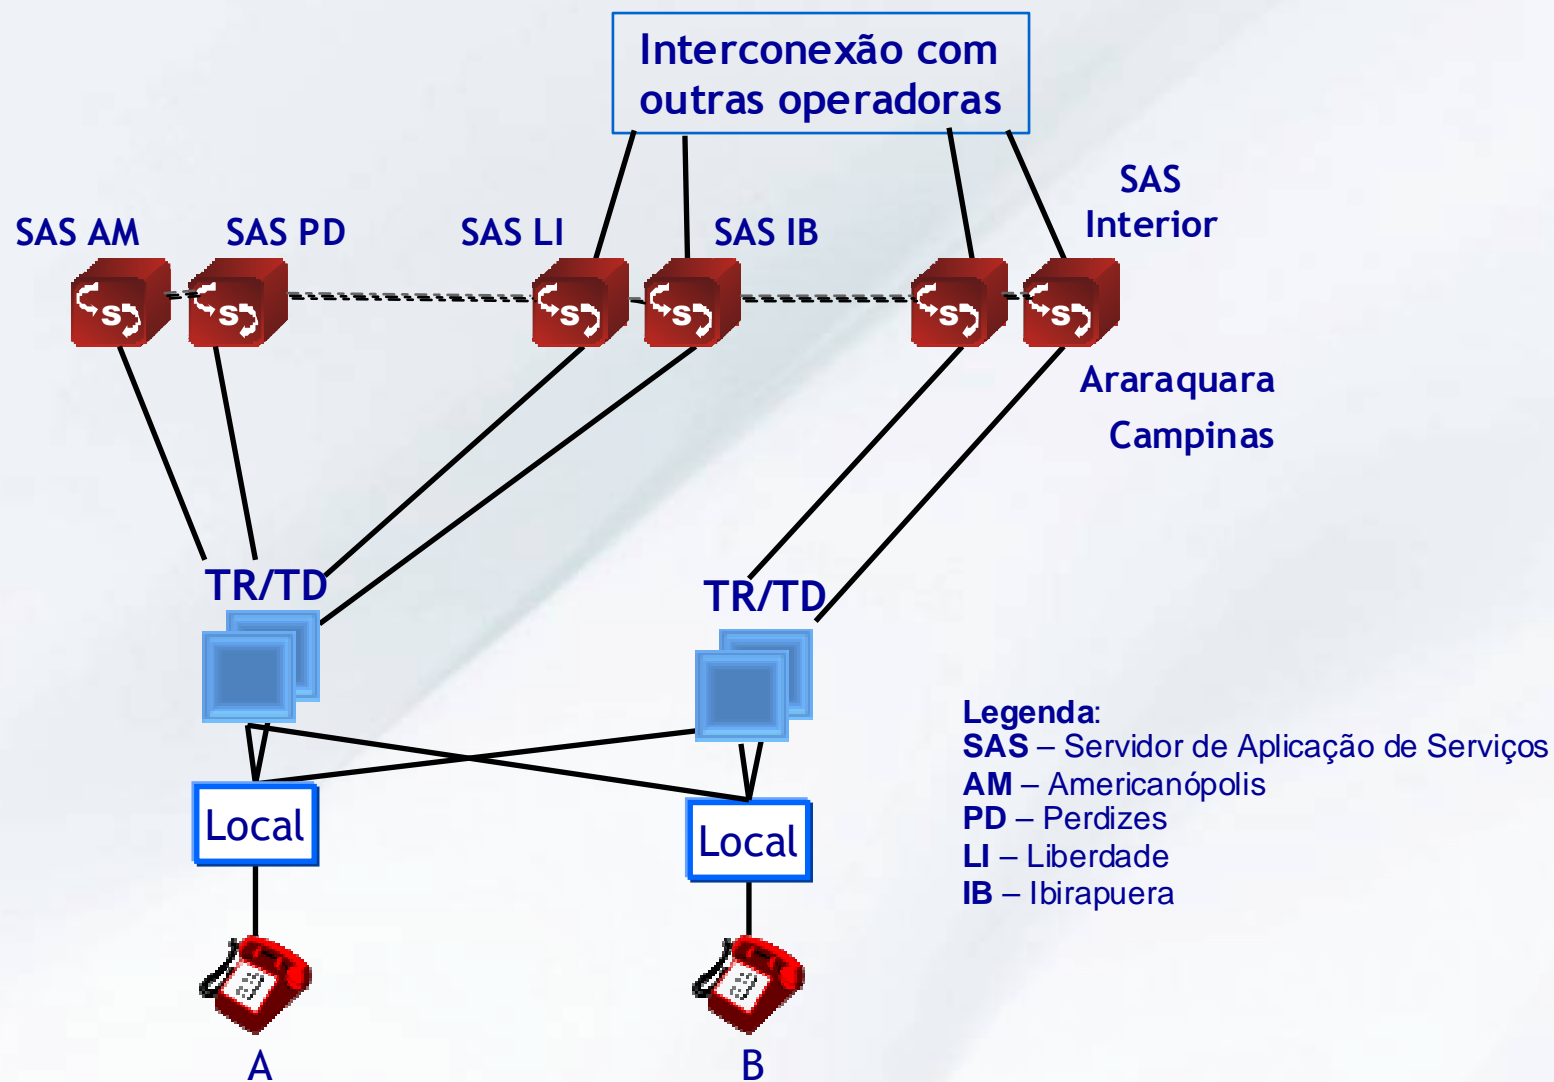 Interconexão com
outras operadoras
SAS
Interior
SAS AM
SAS PD
SAS LI
SAS IB
s
s
s
s
s
s
Araraquara
Campinas
TR/TD
TR/TD
Legenda:
SAS – Servidor de Aplicação de Serviços
AM – Americanópolis
PD – Perdizes
LI – Liberdade
IB – Ibirapuera
Local
Local
A
B